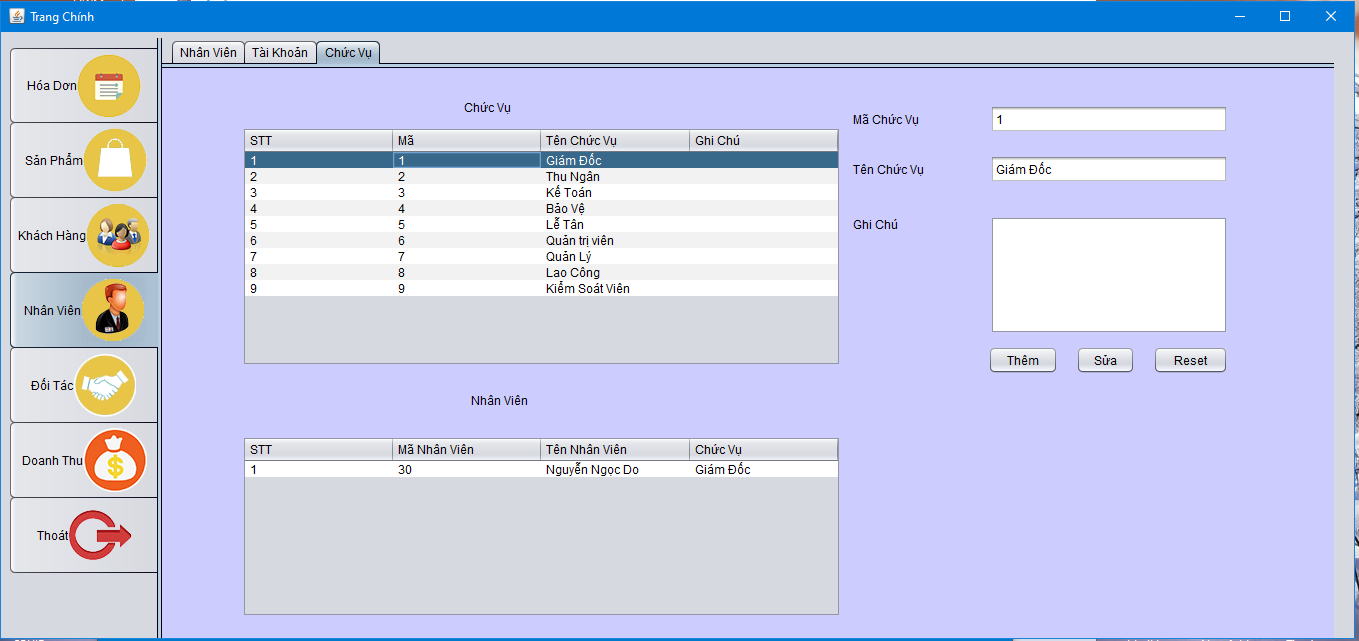 Trang Chính
Hóa Dơn
Sản Phẩm
Khách Hàng
Nhân Viên
Đối Tác
Doanh Thu
Thoát
Nhân Viên Tài Khoản Chức Vụ
Chức Vụ
STT Mã Tên Chức Vụ Ghi Chú
1 1 Giám Đốc
2 2 Thu Ngân
3 3 Kế Toán
4 4 Bảo Vệ
5 5 Lễ Tân
6 6 Quản trị viên
7 7 Quản Lý
8 8 Lao Công
9 9 Kiểm Soát Viên
Mã Chức Vụ 1
Tên Chức Vụ Giám Đốc
Ghi Chú
Thêm Sửa Reset
Nhân Viên
STT Mã Nhân Viên Tên Nhân Viên Chức Vụ
1 30 Nguyễn Ngọc Do Giám Đốc